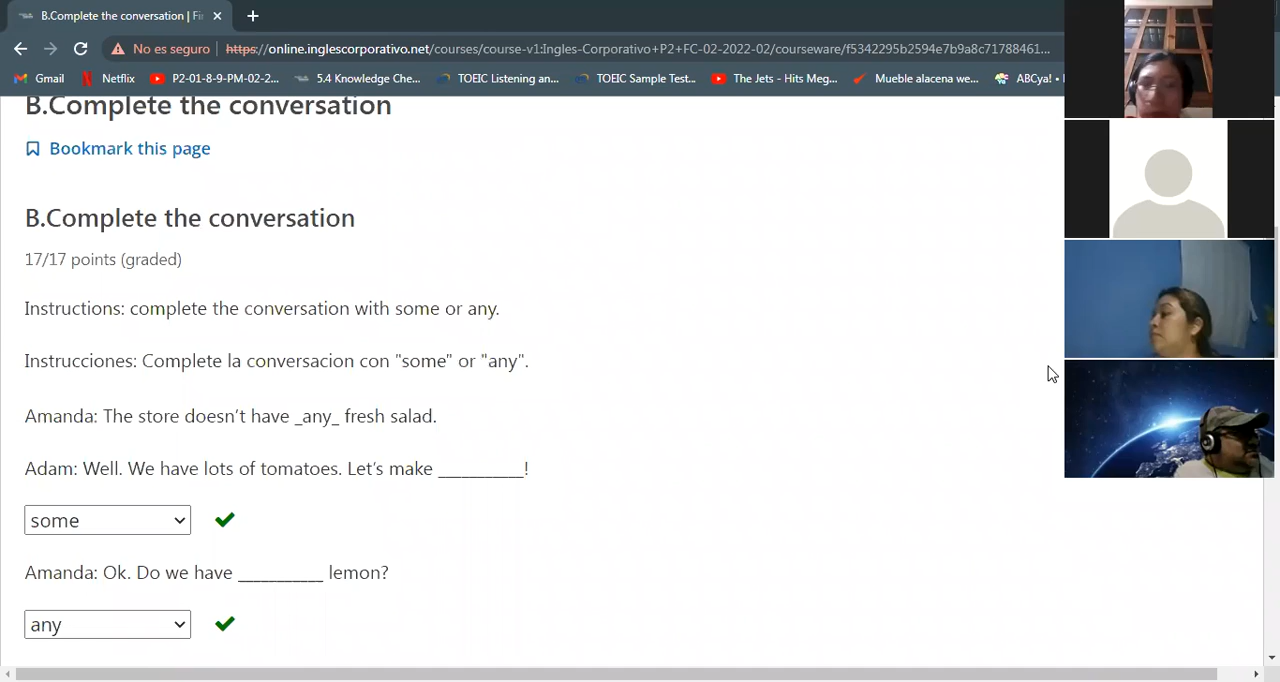 B.Complete the conversation | Fi
No es seguro https://online.inglescorporativo.net/courses/course-v1:Ingles-Corporativo+P2+FC-02-2022-02/courseware/f5342295b2594e7b9a8c71788461...
Gmail Netflix P2-01-8-9-PM-02-2... 5.4 Knowledge Che... TOEIC Listening an... TOEIC Sample Test... The Jets - Hits Meg... Mueble alacena we... ABCya! •
B.Complete the conversation
Bookmark this page
B.Complete the conversation
17/17 points (graded)
Instructions: complete the conversation with some or any.
Instrucciones: Complete la conversacion con "some" or "any".
Amanda: The store doesn't have _any_ fresh salad.
Adam: Well. We have lots of tomatoes. Let's make ___________!
some
Amanda: Ok. Do we have ___________ lemon?
any